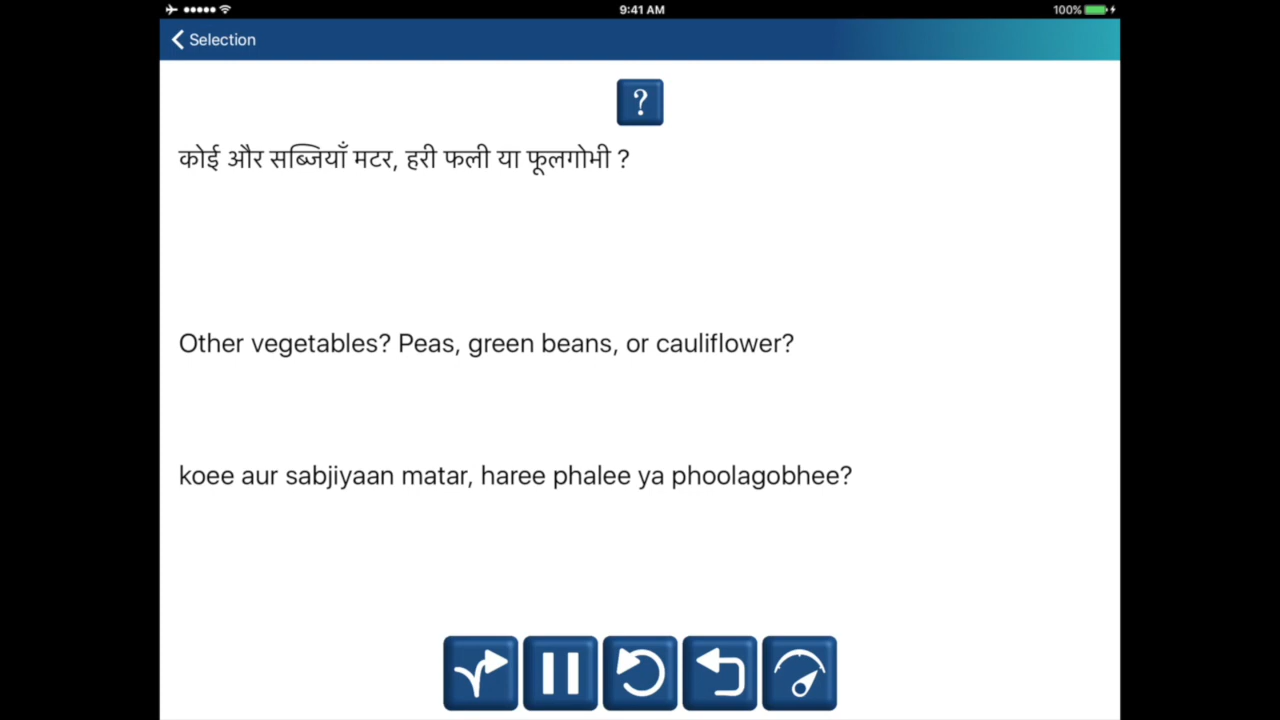 9:41 AM
100%
Selection
?
कोई और सब्जियाँ मटर, हरी फली या फूलगोभी ?
Other vegetables? Peas, green beans, or cauliflower?
koee aur sabjiyaan matar, haree phalee ya phoolagobhee?